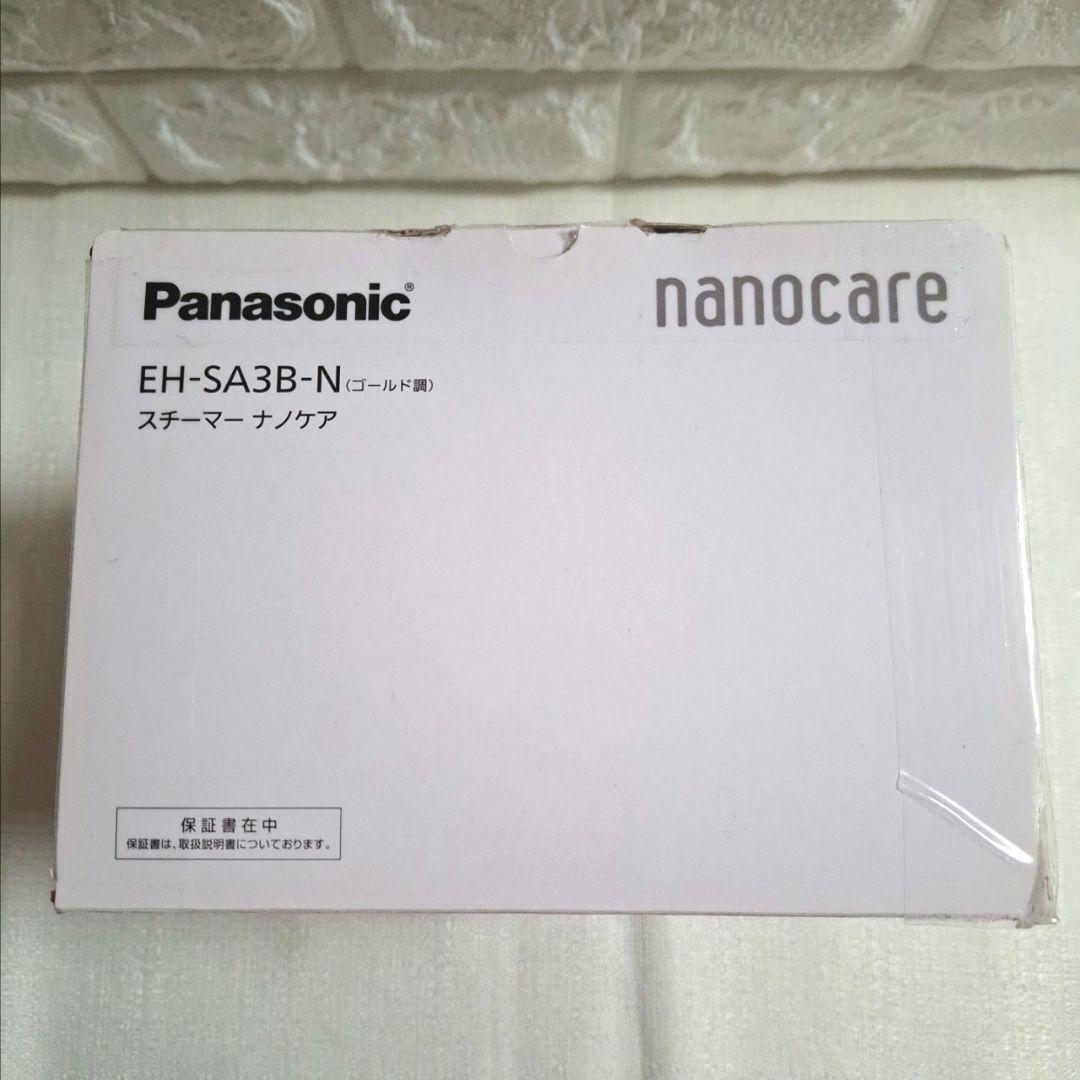 Panasonic®
nanocare
EH-SA3B-N(ゴールド調)
スチーマー ナノケア
保証書在中
保証書は、取扱説明書についております。